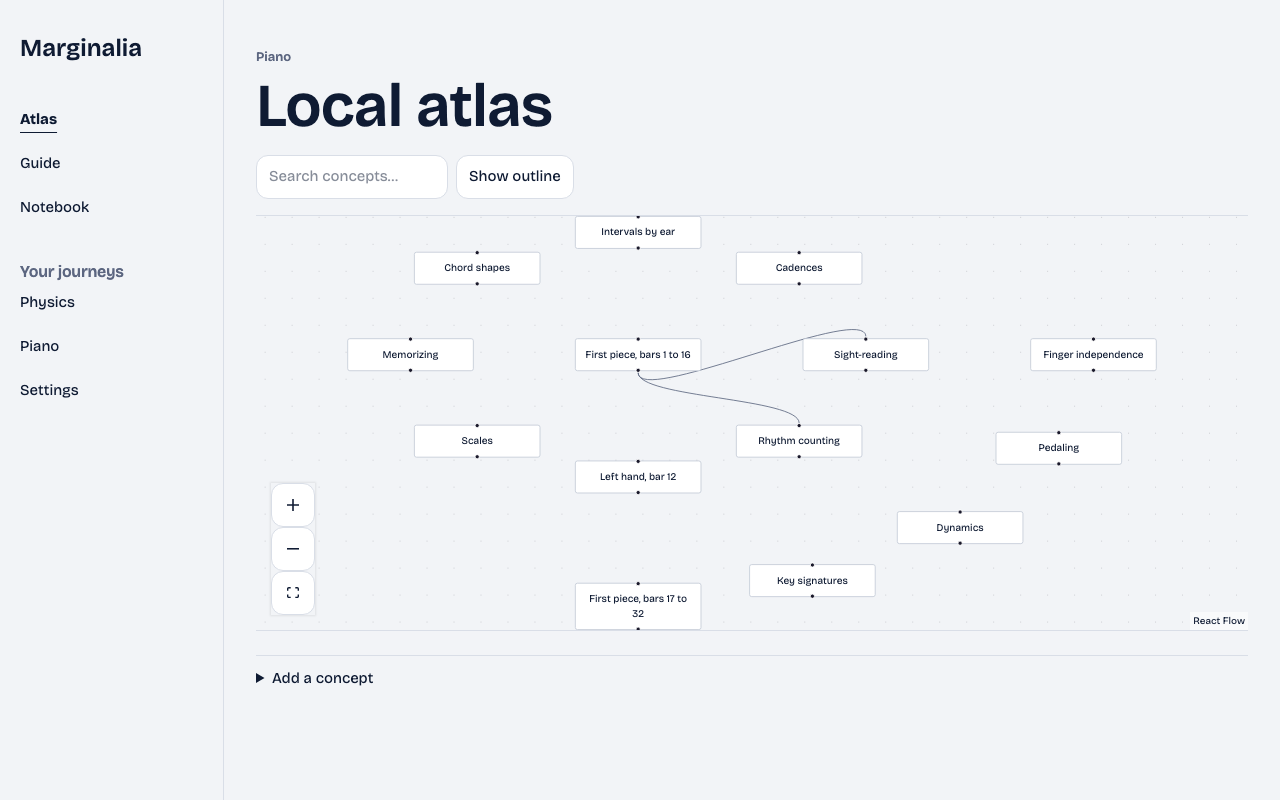 Marginalia
Atlas
Guide
Notebook
Your journeys
Physics
Piano
Settings
Piano
Local atlas
Search concepts...
Show outline
Intervals by ear
Chord shapes
Cadences
Memorizing
First piece, bars 1 to 16
Sight-reading
Finger independence
Scales
Rhythm counting
Pedaling
Left hand, bar 12
Dynamics
Key signatures
First piece, bars 17 to
32
React Flow
Add a concept